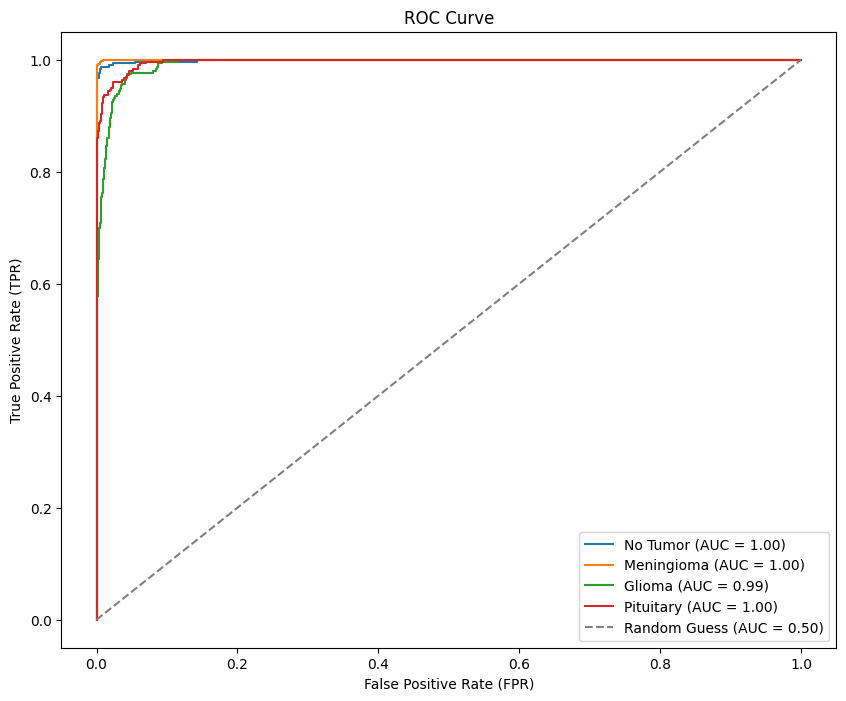 ROC Curve
1.0
0.8
0.6
0.4
0.2
0.0
True Positive Rate (TPR)
0.0 0.2 0.4 0.6 0.8 1.0
False Positive Rate (FPR)
No Tumor (AUC = 1.00)
Meningioma (AUC = 1.00)
Glioma (AUC = 0.99)
Pituitary (AUC = 1.00)
Random Guess (AUC = 0.50)